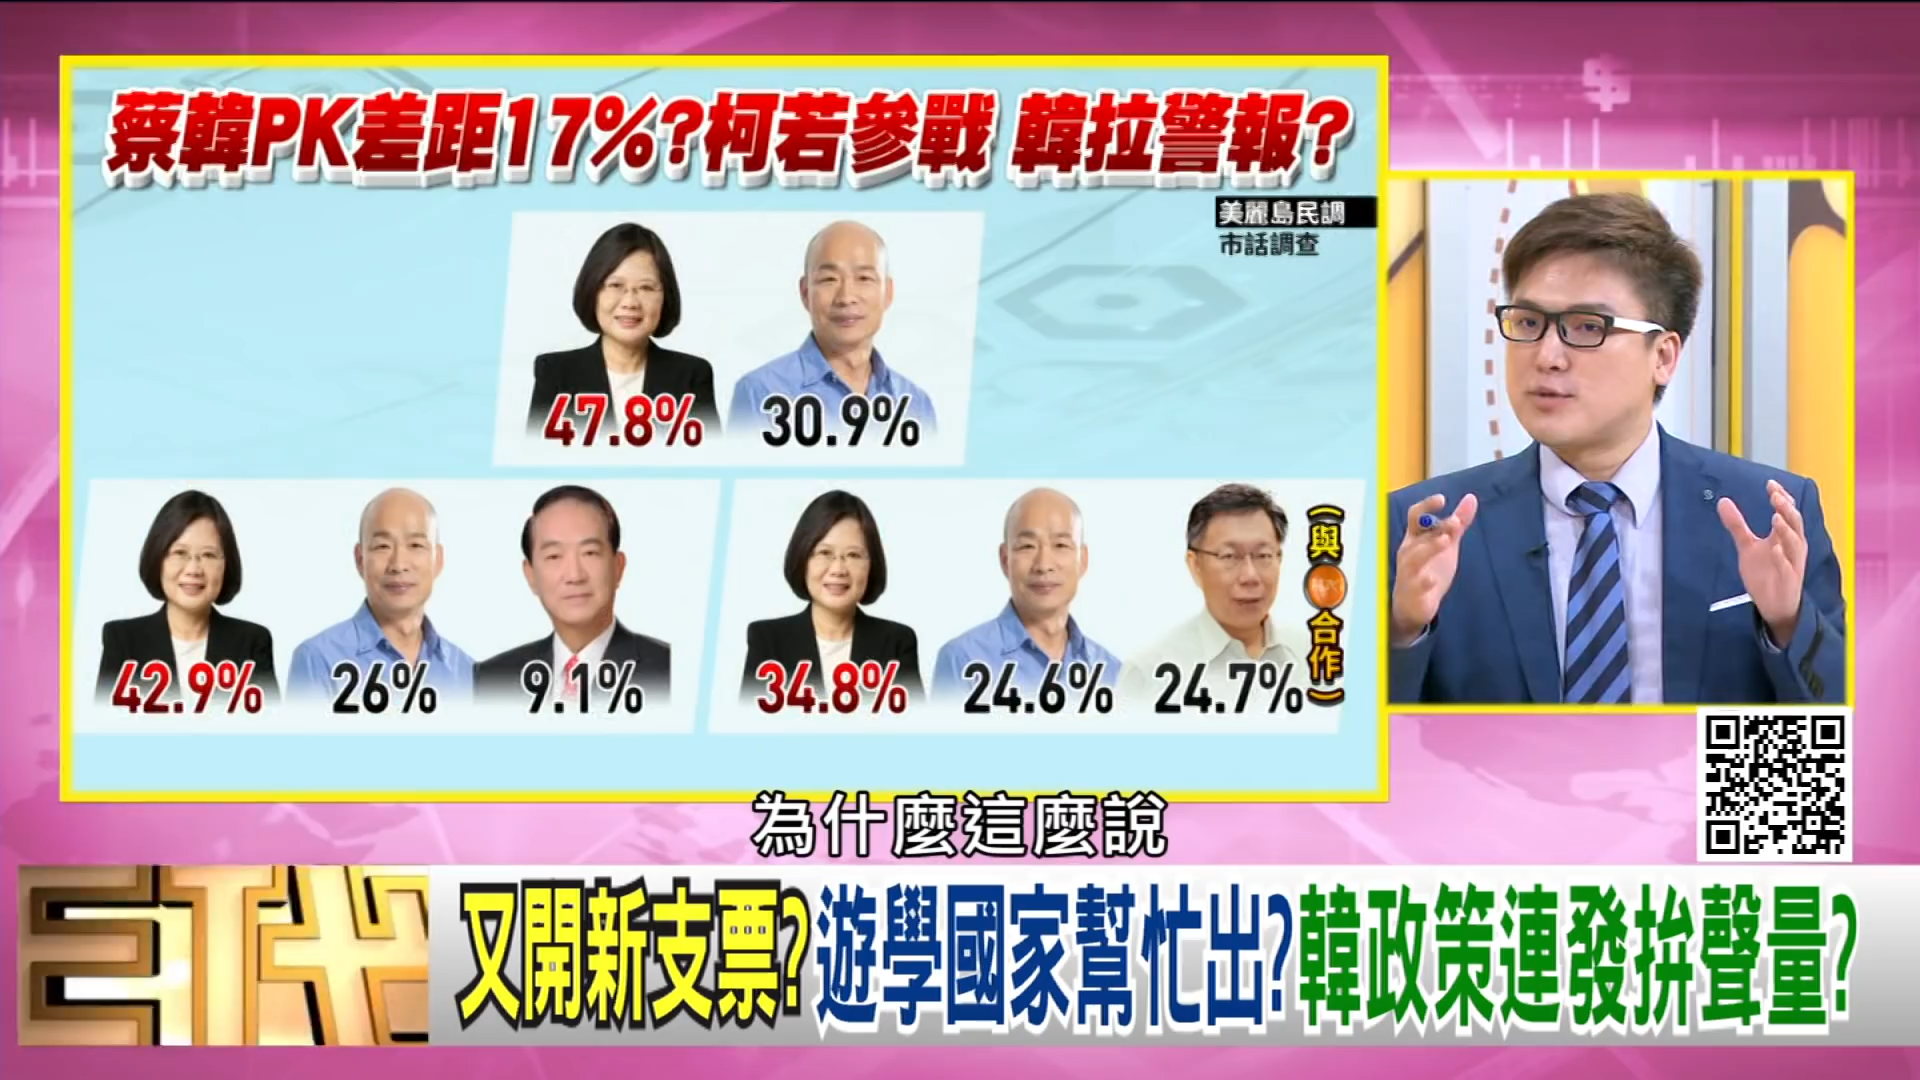 蔡韓PK差距17%?柯若參戰 韓拉警報?
美麗島民調
市話調查
47.8%
30.9%
42.9%
26%
9.1%
34.8%
24.6%
24.7%
(與
合作)
為什麼這麼說
又開新支票?遊學國家幫忙出?韓政策連發拚聲量?